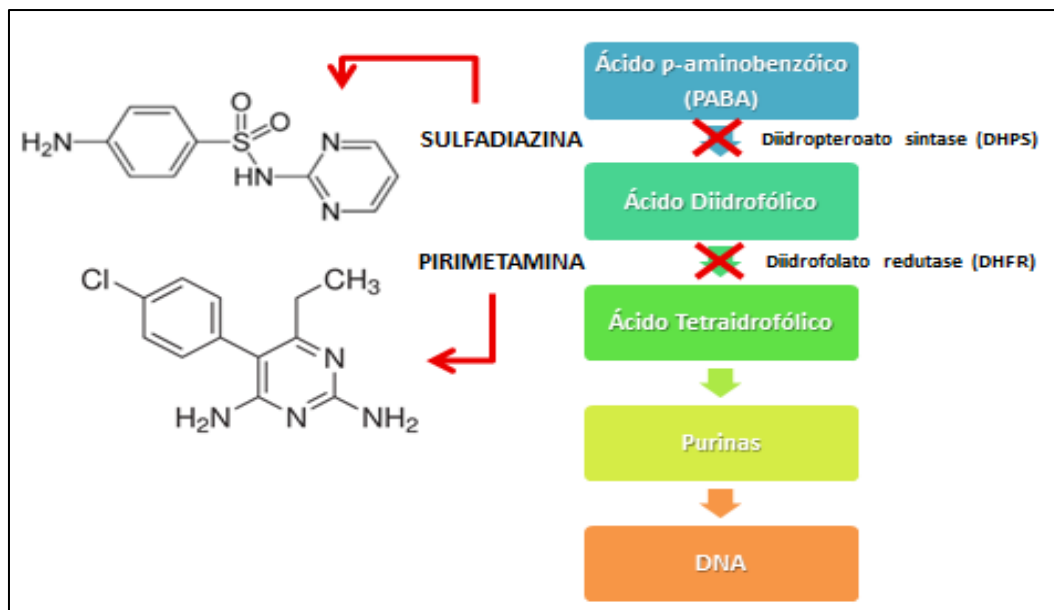 Ácido p-aminobenzóico
(PABA)
SULFADIAZINA
Diidropteroato sintase (DHPS)
H₂N
O
O
S
HN
N
N
Ácido Diidrofólico
PIRIMETAMINA
Diidrofolato redutase (DHFR)
Cl
CH₃
N
N
H₂N
NH₂
Ácido Tetraidrofólico
Purinas
DNA